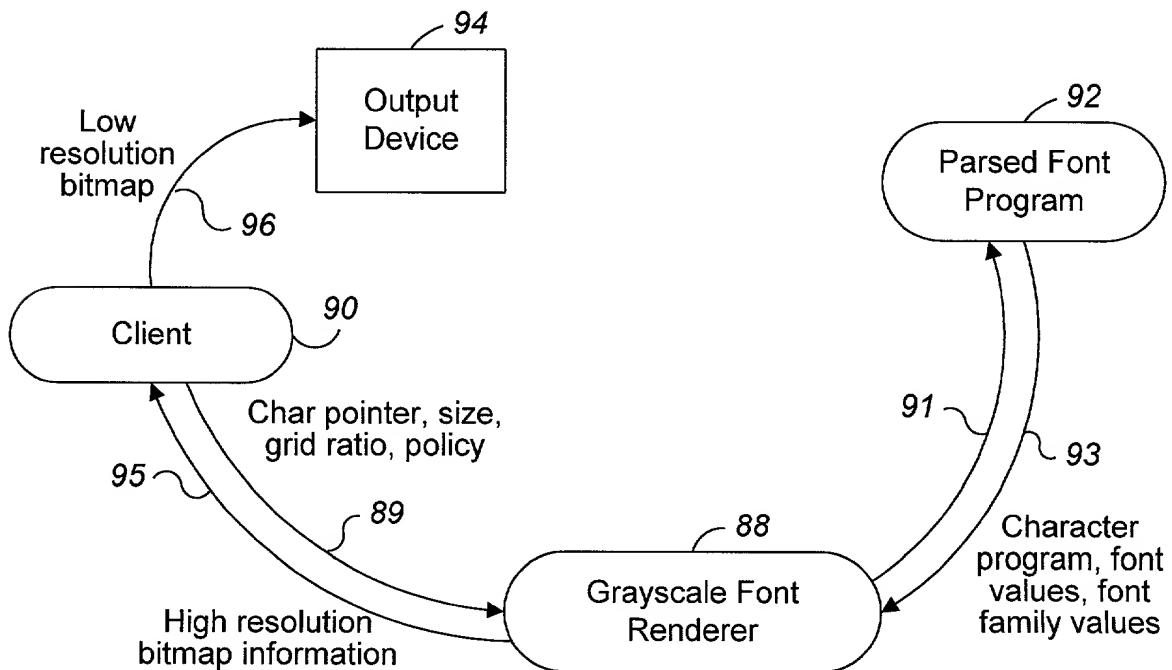 94
Output
Device
Low
resolution
bitmap
96
92
Parsed Font
Program
90
Client
Char pointer, size,
grid ratio, policy
91
93
95
89
88
Character
program, font
values, font
family values
Grayscale Font
Renderer
High resolution
bitmap information